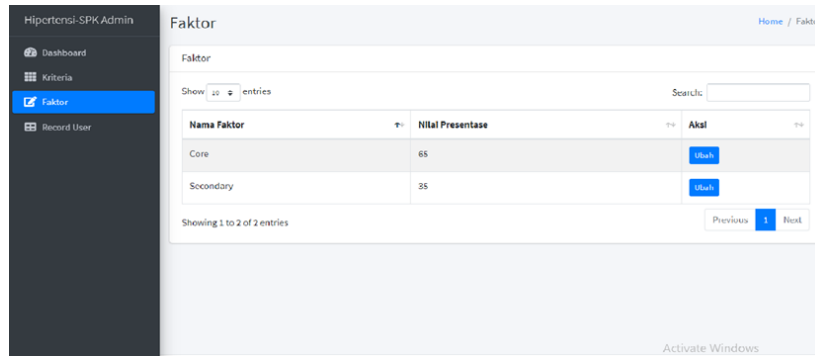 Hipertensi-SPK Admin
Dashboard
Kriteria
Faktor
Record User
Faktor
Home / Fakt
Faktor
Show 10 entries
Search:
Nama Faktor Nilai Presentase Aksi
Core 65 Ubah
Secondary 35 Ubah
Showing 1 to 2 of 2 entries
Previous 1 Next
Activate Windows